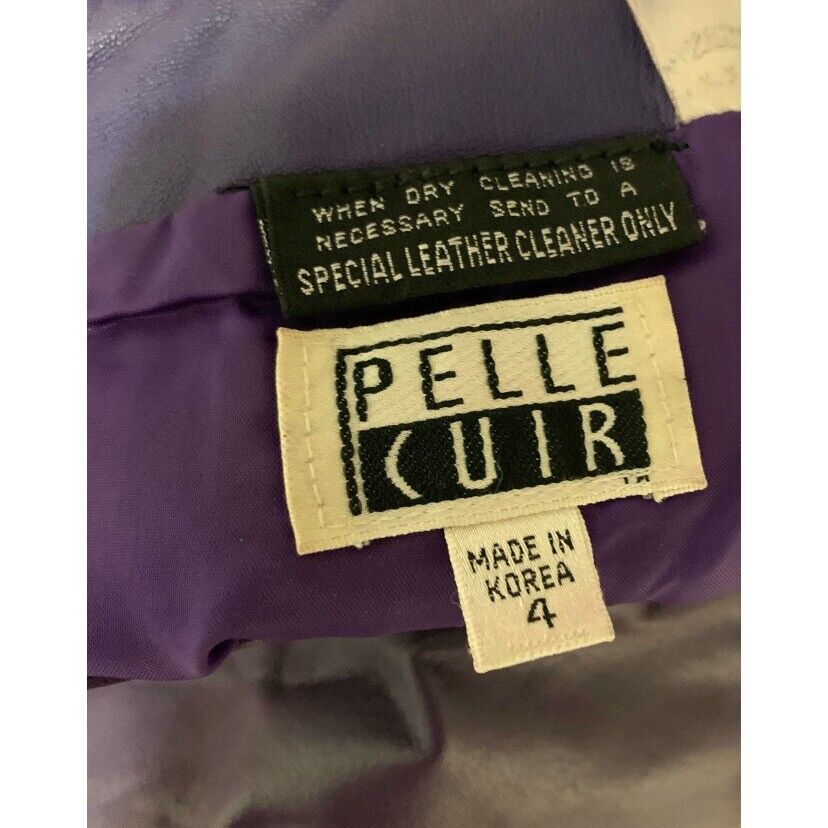 WHEN DRY CLEANING IS
NECESSARY SEND TO A
SPECIAL LEATHER CLEANER ONLY
PELLE
CUIR
MADE IN
KOREA
4